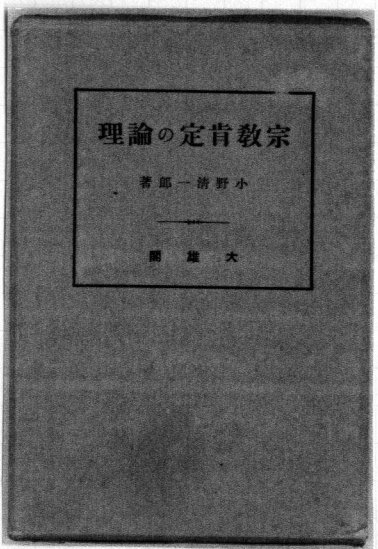 宗教肯定の論理
小野清一郎著
大雄閣